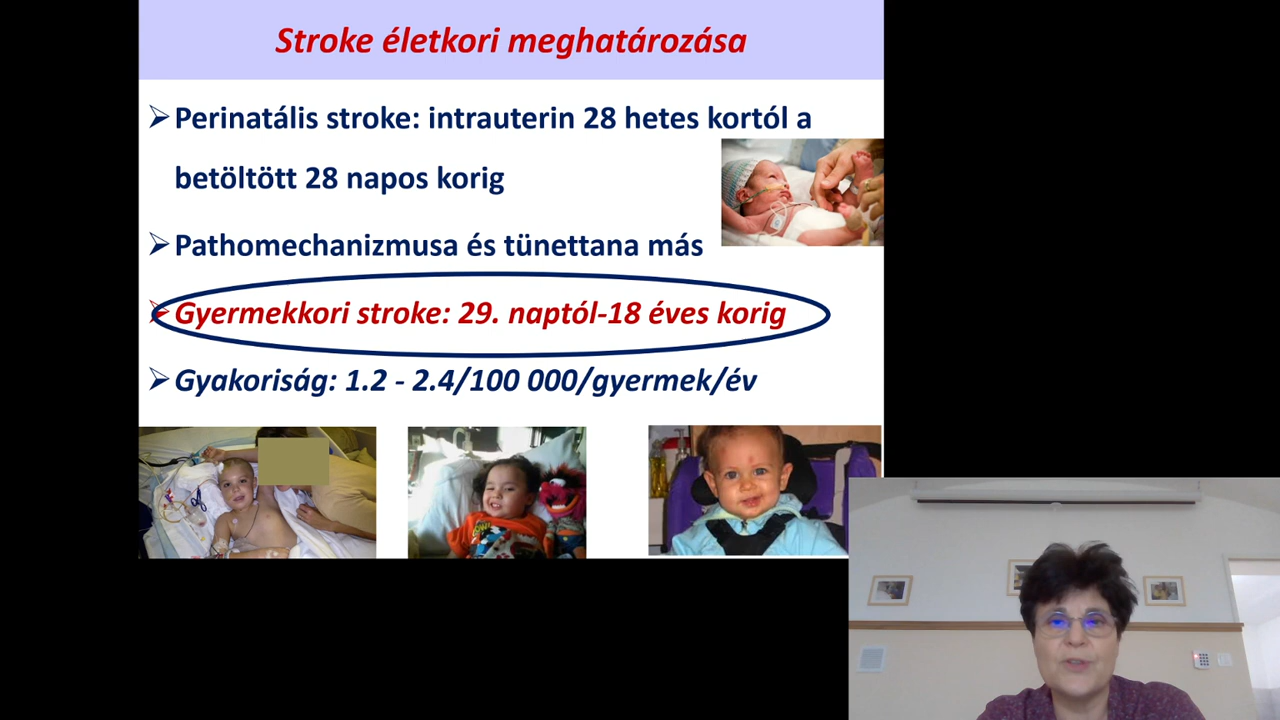 Stroke életkori meghatározása
Perinatális stroke: intrauterin 28 hetes kortól a
betöltött 28 napos korig
Pathomechanizmusa és tünettana más
Gyermekkori stroke: 29. naptól-18 éves korig
Gyakoriság: 1.2 - 2.4/100 000/gyermek/év